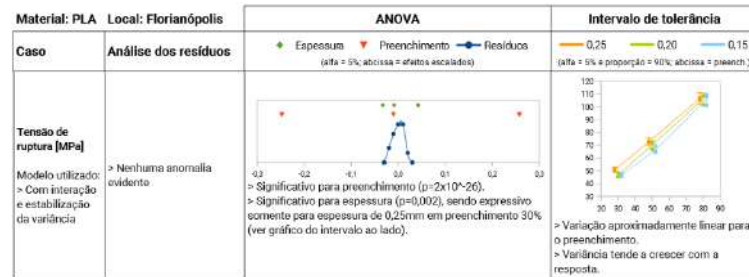 Material: PLA Local: Florianópolis
ANOVA
Intervalo de tolerância
Caso
Análise dos resíduos
Espessura Preenchimento Resíduos
(alfa = 5%; abcissa = efeitos escalados)
0,25 0,20 0,15
(alfa = 5% e proporção = 90%; abcissa = preench.)
Tensão de
ruptura [MPa]
Modelo utilizado:
> Com interação
e estabilização
da variância
> Nenhuma anomalia
evidente
-0,3 -0,2 -0,1 0,0 0,1 0,2 0,3
> Significativo para preenchimento (p=2x10^-26).
> Significativo para espessura (p=0,002), sendo expressivo
somente para espessura de 0,25mm em preenchimento 30%
(ver gráfico do intervalo ao lado).
120
110
100
90
80
70
60
50
40
30
20 30 40 50 60 70 80 90
> Variação aproximadamente linear para
o preenchimento.
> Variância tende a crescer com a
resposta.